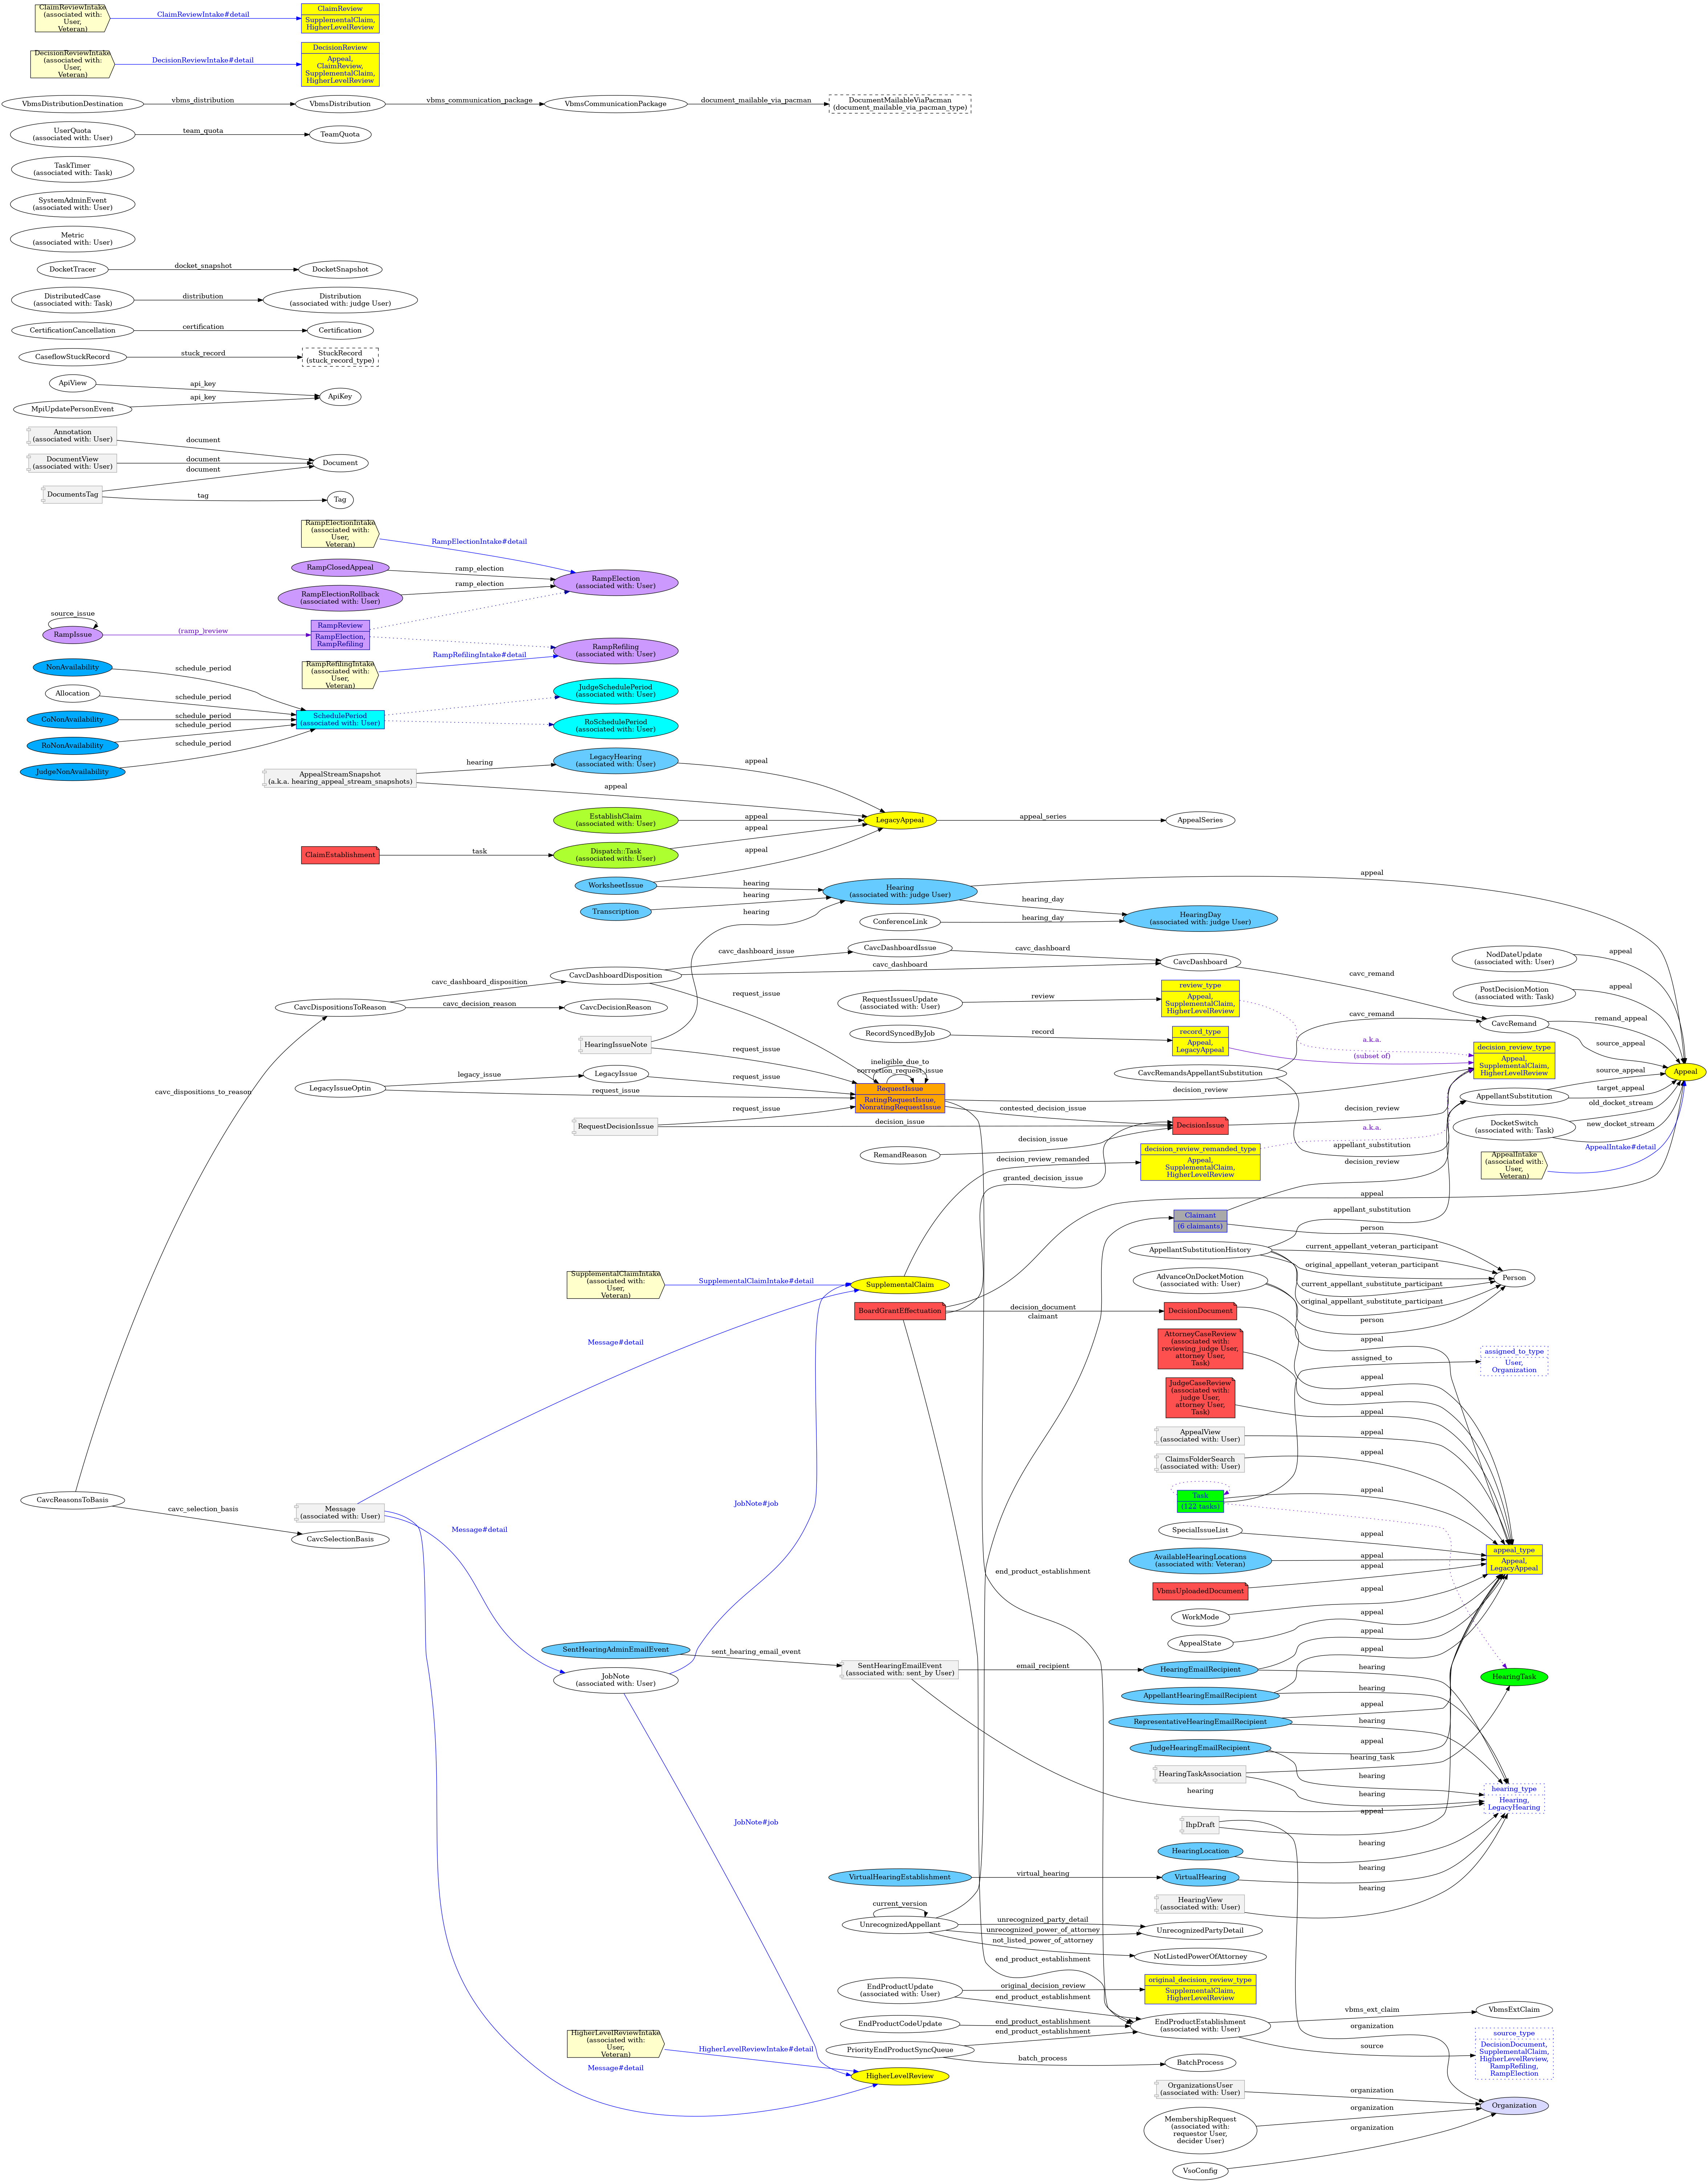 ClaimReviewIntake
(associated with:
User,
Veteran)
ClaimReviewIntake#detail
ClaimReview
SupplementalClaim,
HigherLevelReview
DecisionReviewIntake
(associated with:
User,
Veteran)
DecisionReviewIntake#detail
DecisionReview
Appeal,
ClaimReview,
SupplementalClaim,
HigherLevelReview
VbmsDistributionDestination
vbms_distribution
VbmsDistribution
vbms_communication_package
VbmsCommunicationPackage
document_mailable_via_pacman
DocumentMailableViaPacman
(document_mailable_via_pacman_type)
UserQuota
(associated with: User)
team_quota
TeamQuota
TaskTimer
(associated with: Task)
SystemAdminEvent
(associated with: User)
Metric
(associated with: User)
DocketTracer
docket_snapshot
DocketSnapshot
DistributedCase
(associated with: Task)
distribution
Distribution
(associated with: judge User)
CertificationCancellation
certification
Certification
CaseflowStuckRecord
stuck_record
StuckRecord
(stuck_record_type)
ApiView
api_key
MpiUpdatePersonEvent
api_key
ApiKey
Annotation
(associated with: User)
document
DocumentView
(associated with: User)
document
document
Document
DocumentsTag
tag
Tag
RampElectionIntake
(associated with:
User,
Veteran)
RampElectionIntake#detail
RampClosedAppeal
ramp_election
RampElection
(associated with: User)
RampElectionRollback
(associated with: User)
ramp_election
source_issue
RampIssue
(ramp_)review
RampReview
RampElection,
RampRefiling
RampRefilingIntake
(associated with:
User,
Veteran)
RampRefilingIntake#detail
RampRefiling
(associated with: User)
NonAvailability
schedule_period
Allocation
schedule_period
CoNonAvailability
schedule_period
RoNonAvailability
schedule_period
JudgeNonAvailability
schedule_period
SchedulePeriod
(associated with: User)
JudgeSchedulePeriod
(associated with: User)
RoSchedulePeriod
(associated with: User)
AppealStreamSnapshot
(a.k.a. hearing_appeal_stream_snapshots)
hearing
appeal
LegacyHearing
(associated with: User)
appeal
EstablishClaim
(associated with: User)
appeal
ClaimEstablishment
task
Dispatch::Task
(associated with: User)
appeal
appeal
LegacyAppeal
appeal_series
AppealSeries
WorksheetIssue
hearing
Transcription
hearing
hearing
Hearing
(associated with: judge User)
appeal
hearing_day
ConferenceLink
hearing_day
HearingDay
(associated with: judge User)
CavcDashboardIssue
cavc_dashboard
cavc_dashboard_issue
cavc_dashboard
CavcDashboardDisposition
CavcDashboard
cavc_remand
cavc_dashboard_disposition
CavcDispositionsToReason
cavc_decision_reason
CavcDecisionReason
request_issue
RequestIssuesUpdate
(associated with: User)
review
review_type
Appeal,
SupplementalClaim,
HigherLevelReview
RecordSyncedByJob
record
record_type
Appeal,
LegacyAppeal
a.k.a.
(subset of)
decision_review_type
Appeal,
SupplementalClaim,
HigherLevelReview
NodDateUpdate
(associated with: User)
appeal
PostDecisionMotion
(associated with: Task)
appeal
CavcRemand
remand_appeal
source_appeal
Appeal
cavc_remand
CavcRemandsAppellantSubstitution
appellant_substitution
AppellantSubstitution
source_appeal
target_appeal
DocketSwitch
(associated with: Task)
old_docket_stream
new_docket_stream
AppealIntake
(associated with:
User,
Veteran)
AppealIntake#detail
HearingIssueNote
request_issue
LegacyIssueOptin
legacy_issue
LegacyIssue
request_issue
request_issue
ineligible_due_to
correction_request_issue
RequestIssue
RatingRequestIssue,
NonratingRequestIssue
decision_review
contested_decision_issue
RequestDecisionIssue
request_issue
decision_issue
DecisionIssue
decision_review
RemandReason
decision_issue
decision_review_remanded
decision_review_remanded_type
Appeal,
SupplementalClaim,
HigherLevelReview
a.k.a.
decision_review
granted_decision_issue
appeal
Claimant
(6 claimants)
person
appellant_substitution
AppellantSubstitutionHistory
current_appellant_veteran_participant
original_appellant_veteran_participant
current_appellant_substitute_participant
original_appellant_substitute_participant
Person
AdvanceOnDocketMotion
(associated with: User)
person
appeal
SupplementalClaimIntake
(associated with:
User,
Veteran)
SupplementalClaimIntake#detail
SupplementalClaim
BoardGrantEffectuation
decision_document
claimant
DecisionDocument
appeal
AttorneyCaseReview
(associated with:
reviewing_judge User,
attorney User,
Task)
appeal
assigned_to
assigned_to_type
User,
Organization
JudgeCaseReview
(associated with:
judge User,
attorney User,
Task)
appeal
AppealView
(associated with: User)
appeal
ClaimsFolderSearch
(associated with: User)
appeal
Task
(122 tasks)
appeal
SpecialIssueList
appeal
AvailableHearingLocations
(associated with: Veteran)
appeal
VbmsUploadedDocument
appeal
appeal_type
Appeal,
LegacyAppeal
WorkMode
appeal
AppealState
appeal
cavc_dispositions_to_reason
CavcReasonsToBasis
cavc_selection_basis
CavcSelectionBasis
Message
(associated with: User)
Message#detail
Message#detail
JobNote#job
end_product_establishment
SentHearingAdminEmailEvent
sent_hearing_email_event
SentHearingEmailEvent
(associated with: sent_by User)
email_recipient
hearing
JobNote
(associated with: User)
JobNote#job
HearingEmailRecipient
appeal
hearing
AppellantHearingEmailRecipient
appeal
hearing
RepresentativeHearingEmailRecipient
appeal
hearing
JudgeHearingEmailRecipient
appeal
hearing
HearingTask
HearingTaskAssociation
hearing_task
hearing
hearing_type
Hearing,
LegacyHearing
IhpDraft
appeal
HearingLocation
hearing
VirtualHearingEstablishment
virtual_hearing
VirtualHearing
hearing
HearingView
(associated with: User)
hearing
current_version
UnrecognizedAppellant
unrecognized_party_detail
unrecognized_power_of_attorney
UnrecognizedPartyDetail
not_listed_power_of_attorney
NotListedPowerOfAttorney
end_product_establishment
EndProductUpdate
(associated with: User)
original_decision_review
original_decision_review_type
SupplementalClaim,
HigherLevelReview
end_product_establishment
EndProductCodeUpdate
end_product_establishment
EndProductEstablishment
(associated with: User)
vbms_ext_claim
VbmsExtClaim
organization
source
source_type
DecisionDocument,
SupplementalClaim,
HigherLevelReview,
RampRefiling,
RampElection
PriorityEndProductSyncQueue
end_product_establishment
batch_process
BatchProcess
HigherLevelReviewIntake
(associated with:
User,
Veteran)
HigherLevelReviewIntake#detail
Message#detail
HigherLevelReview
OrganizationsUser
(associated with: User)
organization
Organization
MembershipRequest
(associated with:
requestor User,
decider User)
organization
VsoConfig
organization